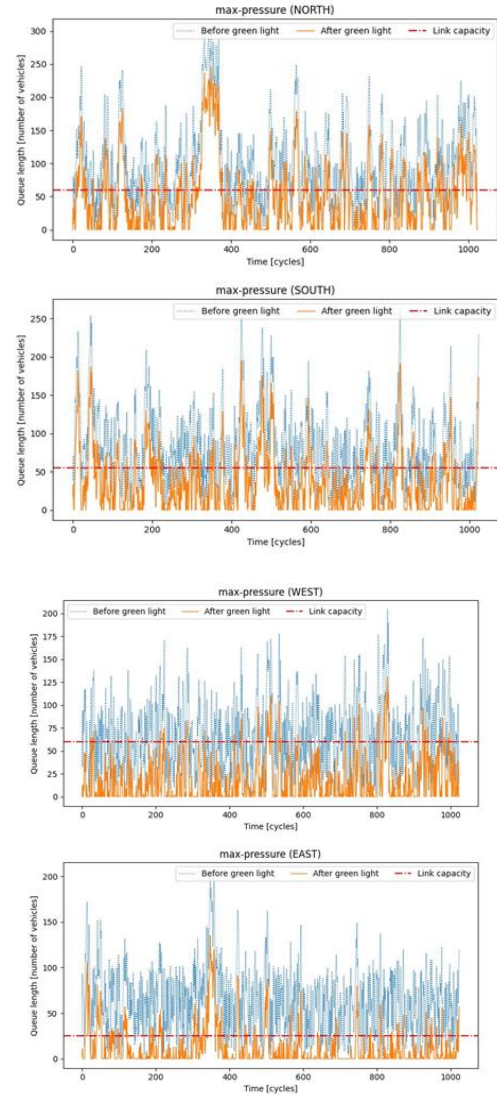 max-pressure (NORTH)
Before green light After green light Link capacity
300
250
200
150
100
50
0
Queue length [number of vehicles]
0 200 400 600 800 1000
Time [cycles]
max-pressure (SOUTH)
Before green light After green light Link capacity
250
200
150
100
50
0
Queue length [number of vehicles]
0 200 400 600 800 1000
Time [cycles]
max-pressure (WEST)
Before green light After green light Link capacity
200
175
150
125
100
75
50
25
0
Queue length [number of vehicles]
0 200 400 600 800 1000
Time [cycles]
max-pressure (EAST)
Before green light After green light Link capacity
200
150
100
50
0
Queue length [number of vehicles]
0 200 400 600 800 1000
Time [cycles]